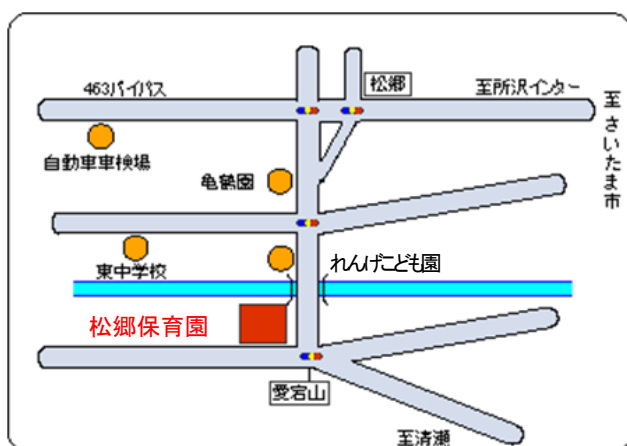 463バイパス
松郷
至所沢インター
至さいたま市
自動車車検場
亀鶴園
東中学校
れんげこども園
松郷保育園
愛宕山
至清瀬